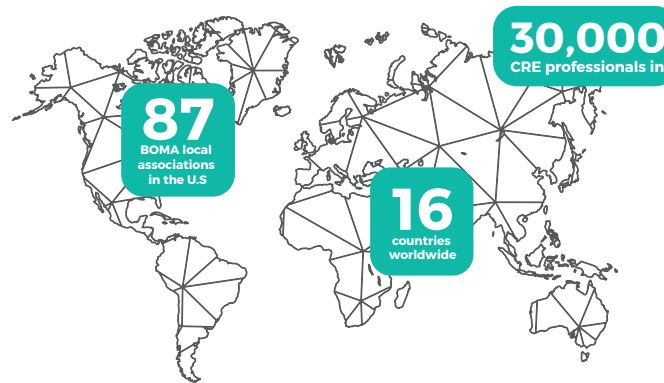 30,000
CRE professionals in
87
BOMA local
associations
in the U.S
16
countries
worldwide